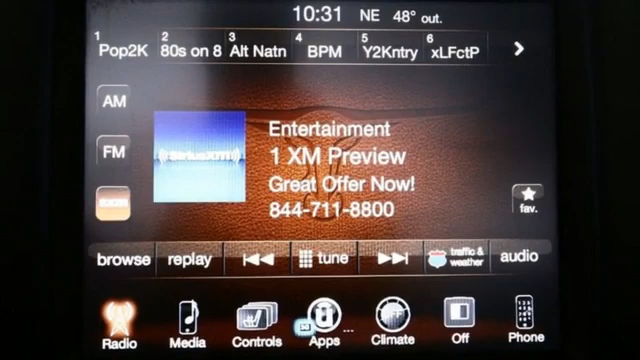 10:31 NE 48° out.
1 Pop2K 2 80s on 8 3 Alt Natn 4 BPM 5 Y2Kntry 6 xLFctP
AM
FM
SXM
((SiriusXM))
Entertainment
1 XM Preview
Great Offer Now!
844-711-8800
fav.
browse replay tune traffic & weather audio
OFF
Radio Media Controls Apps ... Climate Off Phone